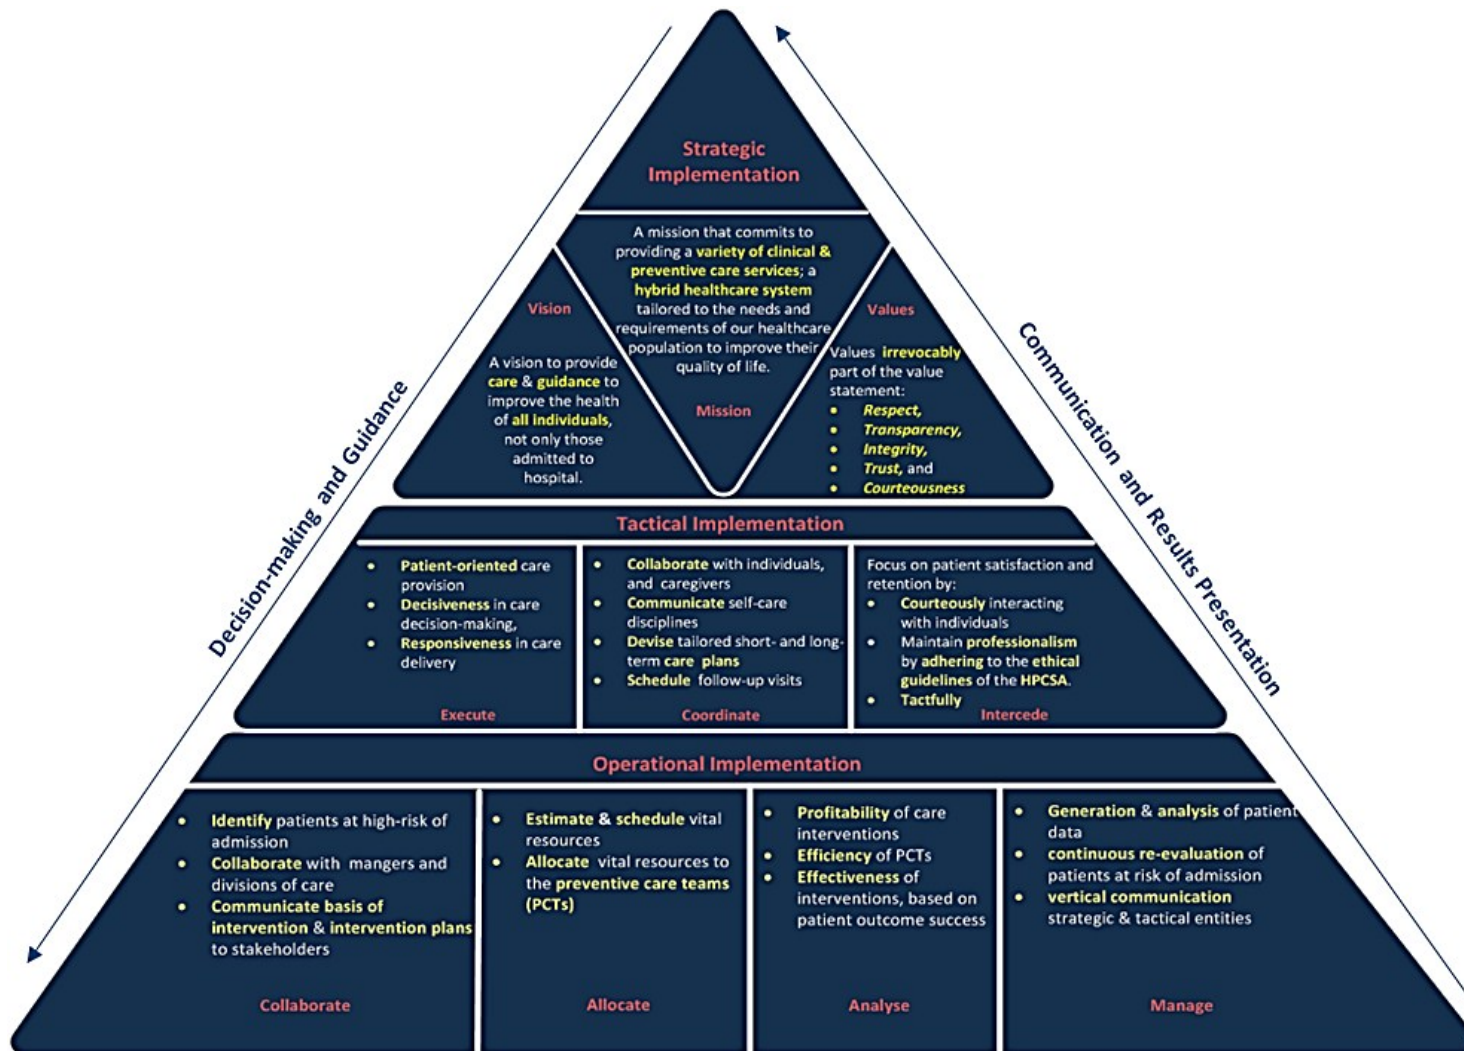 Strategic
Implementation
A mission that commits to
providing a variety of clinical &
preventive care services; a
hybrid healthcare system
tailored to the needs and
requirements of our healthcare
population to improve their
quality of life.
Mission
Vision
A vision to provide
care & guidance to
improve the health
of all individuals,
not only those
admitted to
hospital.
Values
Values irrevocably
part of the value
statement:
• Respect,
• Transparency,
• Integrity,
• Trust, and
• Courteousness
Decision-making and Guidance
Communication and Results Presentation
Tactical Implementation
• Patient-oriented care
provision
• Decisiveness in care
decision-making,
• Responsiveness in care
delivery
Execute
• Collaborate with individuals,
and caregivers
• Communicate self-care
disciplines
• Devise tailored short- and long-
term care plans
• Schedule follow-up visits
Coordinate
Focus on patient satisfaction and
retention by:
• Courteously interacting
with individuals
• Maintain professionalism
by adhering to the ethical
guidelines of the HPCSA.
• Tactfully
Intercede
Operational Implementation
• Identify patients at high-risk of
admission
• Collaborate with mangers and
divisions of care
• Communicate basis of
intervention & intervention plans
to stakeholders
Collaborate
• Estimate & schedule vital
resources
• Allocate vital resources to
the preventive care teams
(PCTs)
Allocate
• Profitability of care
interventions
• Efficiency of PCTs
• Effectiveness of
interventions, based on
patient outcome success
Analyse
• Generation & analysis of patient
data
• continuous re-evaluation of
patients at risk of admission
• vertical communication
strategic & tactical entities
Manage